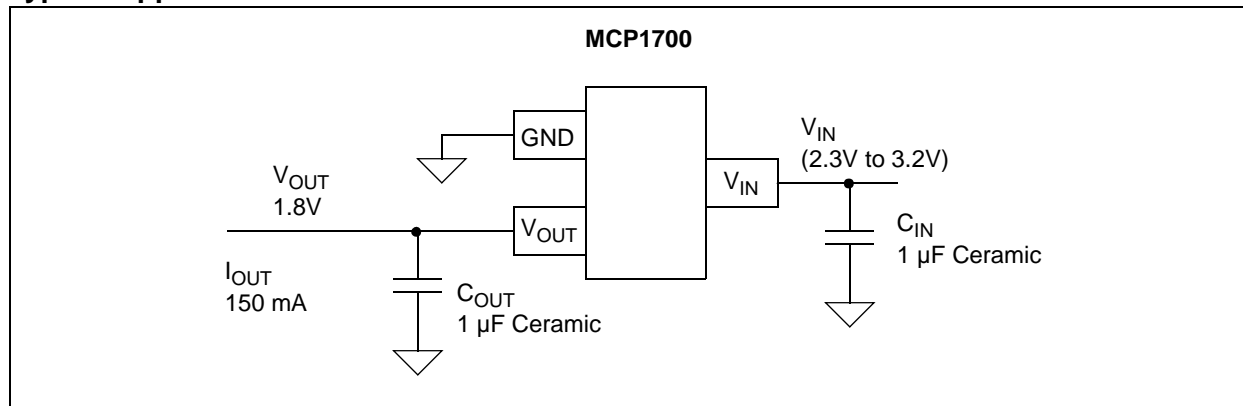 MCP1700
GND
V_IN
(2.3V to 3.2V)
V_IN
V_OUT
1.8V
V_OUT
C_IN
1 µF Ceramic
I_OUT
150 mA
C_OUT
1 µF Ceramic